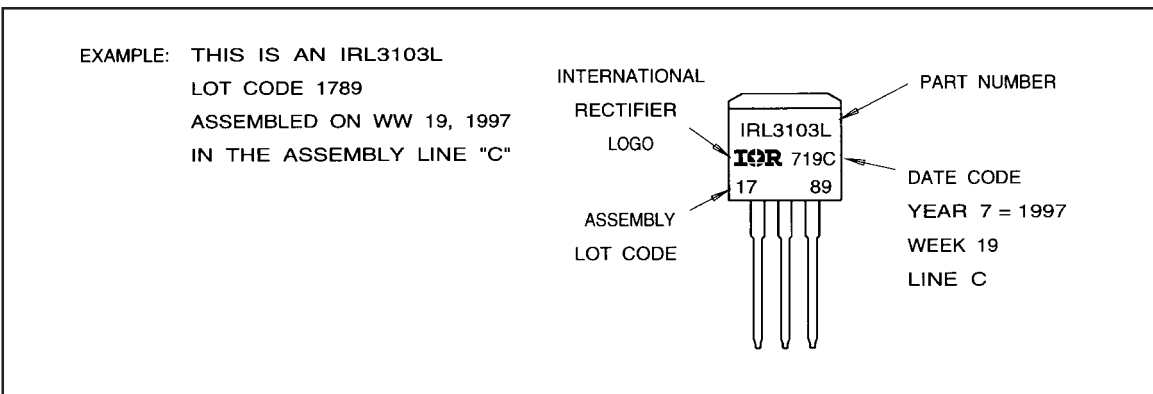 EXAMPLE: THIS IS AN IRL3103L
LOT CODE 1789
ASSEMBLED ON WW 19, 1997
IN THE ASSEMBLY LINE "C"
INTERNATIONAL
RECTIFIER
LOGO
ASSEMBLY
LOT CODE
IRL3103L
IOR 719C
17 89
PART NUMBER
DATE CODE
YEAR 7 = 1997
WEEK 19
LINE C